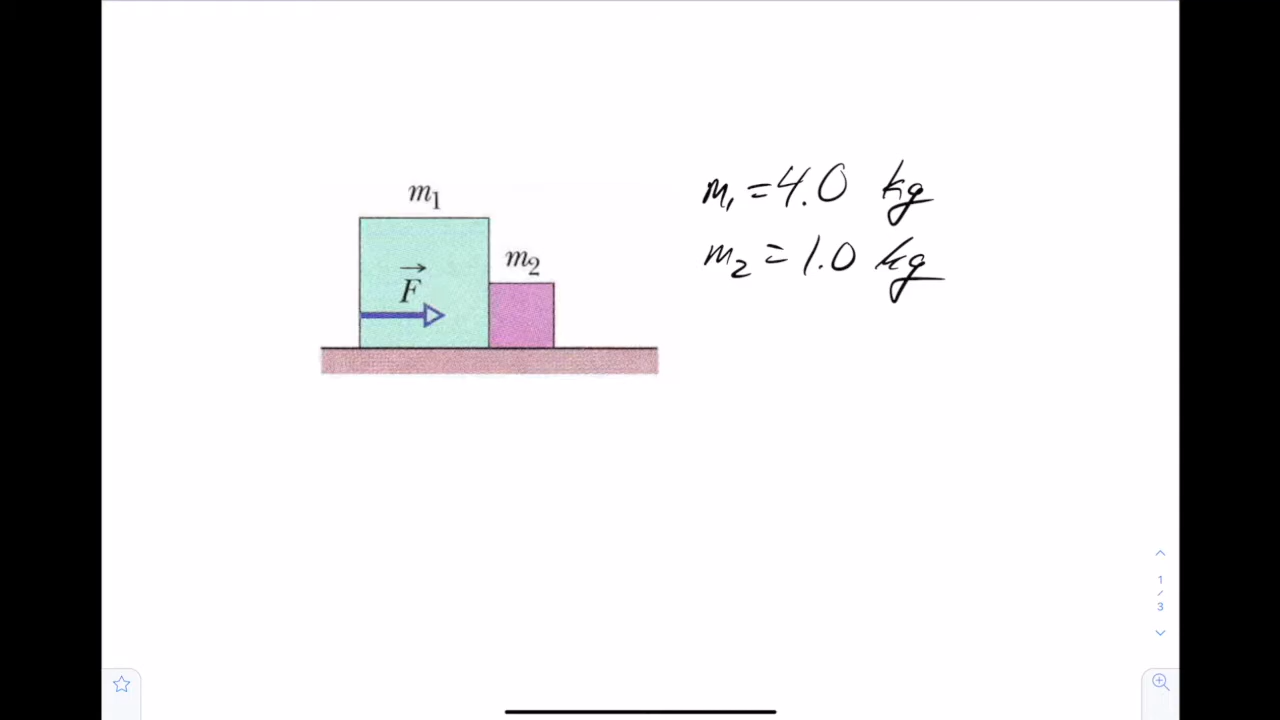 m₁ = 4.0 kg
m₂ = 1.0 kg
m₁
m₂
F
1
/
3